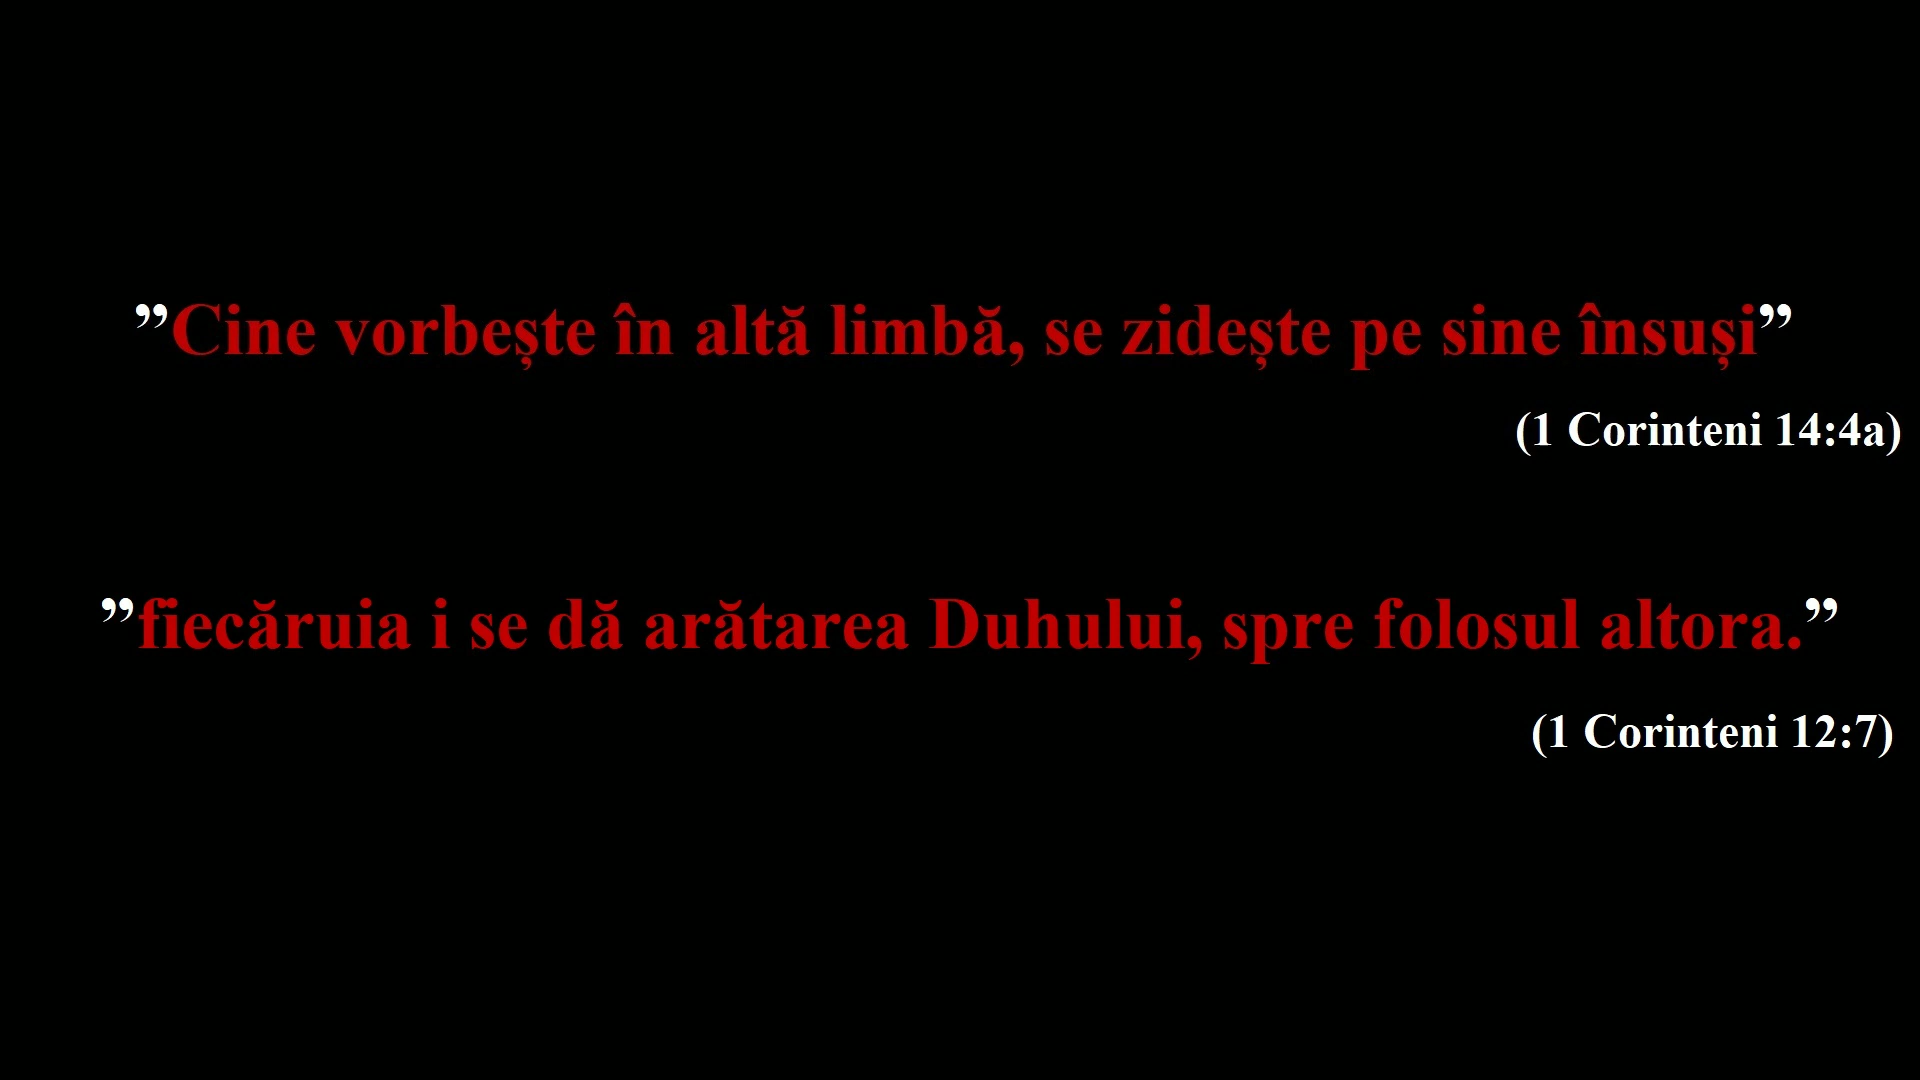 ”Cine vorbește în altă limbă, se zidește pe sine însuși”
(1 Corinteni 14:4a)
”fiecăruia i se dă arătarea Duhului, spre folosul altora.”
(1 Corinteni 12:7)